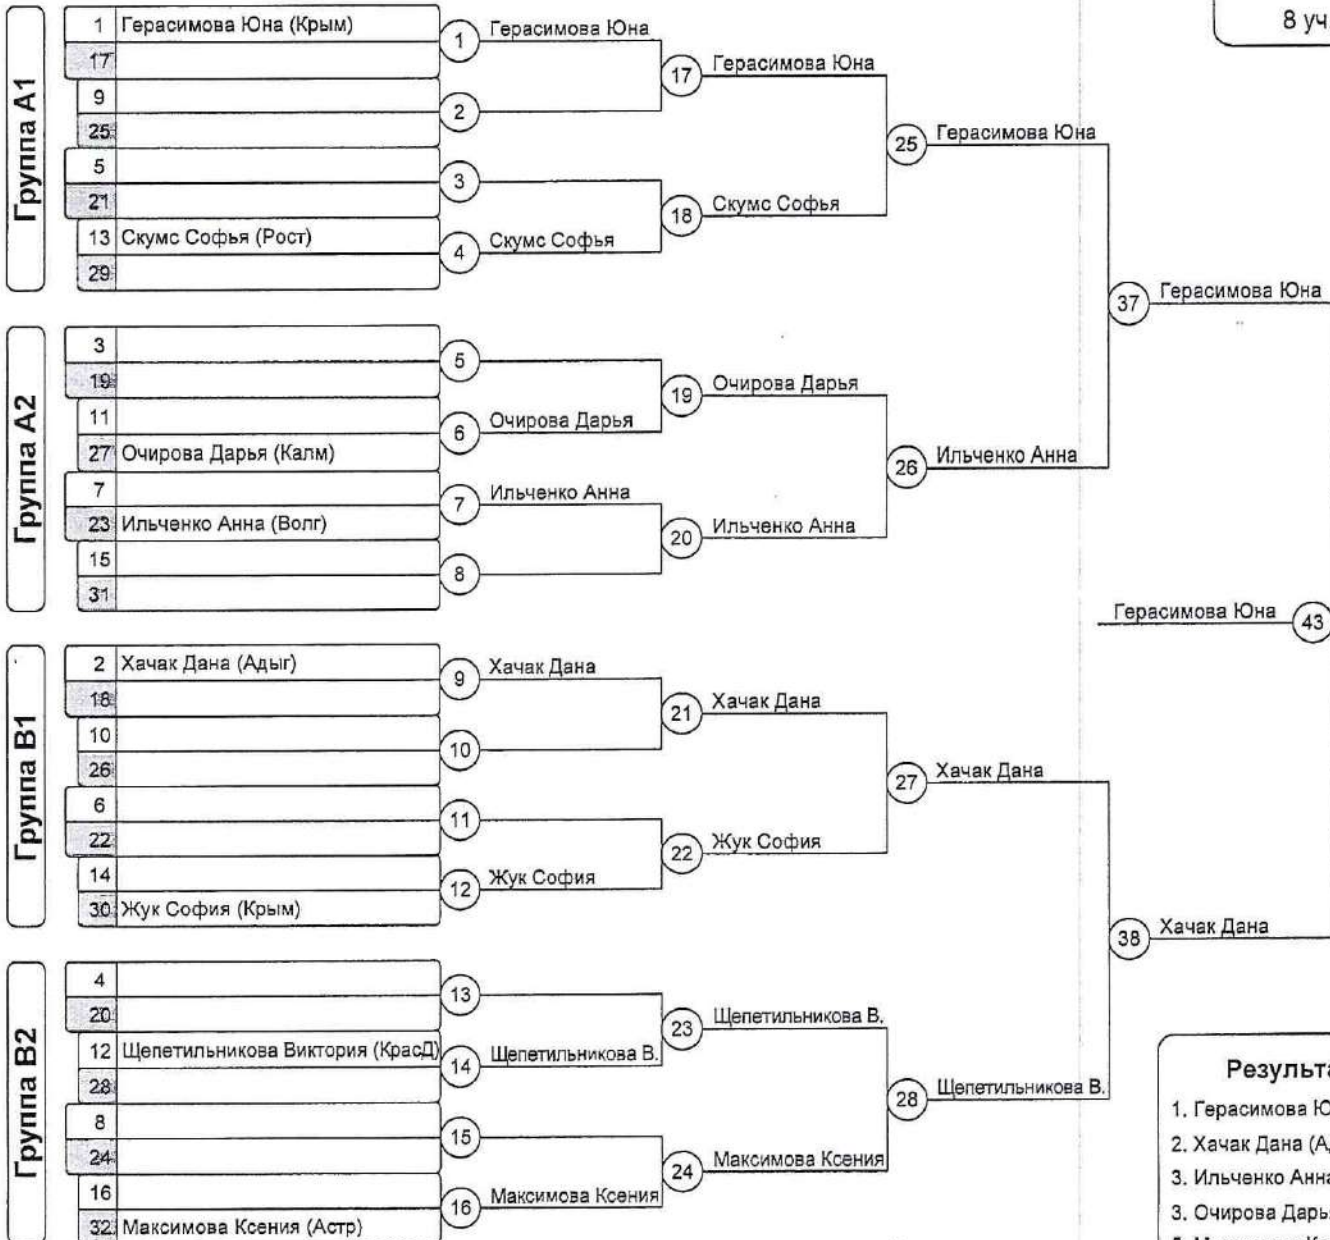 8 уч
Группа А1
1 Герасимова Юна (Крым)
17
9
25
5
21
13 Скумс Софья (Рост)
29
1 Герасимова Юна
2
3
4 Скумс Софья
17 Герасимова Юна
18 Скумс Софья
25 Герасимова Юна
Группа А2
3
19
11
27 Очирова Дарья (Калм)
7
23 Ильченко Анна (Волг)
15
31
5
6 Очирова Дарья
7 Ильченко Анна
8
19 Очирова Дарья
20 Ильченко Анна
26 Ильченко Анна
37 Герасимова Юна
Герасимова Юна 43
Группа В1
2 Хачак Дана (Адыг)
18
10
26
6
22
14
30 Жук София (Крым)
9 Хачак Дана
10
11
12 Жук София
21 Хачак Дана
22 Жук София
27 Хачак Дана
Группа В2
4
20
12 Щепетильникова Виктория (КрасД)
28
8
24
16
32 Максимова Ксения (Астр)
13
14 Щепетильникова В.
15
16 Максимова Ксения
23 Щепетильникова В.
24 Максимова Ксения
28 Щепетильникова В.
38 Хачак Дана
Результа
1. Герасимова Ю
2. Хачак Дана (А
3. Ильченко Анна
3. Очирова Дарь